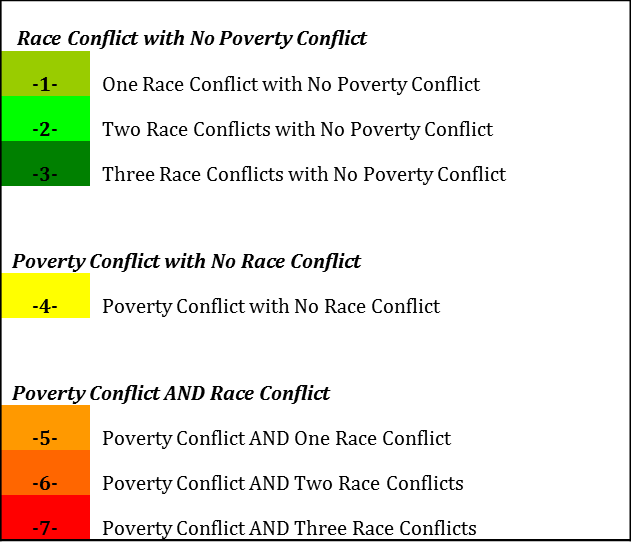 Race Conflict with No Poverty Conflict
-1- One Race Conflict with No Poverty Conflict
-2- Two Race Conflicts with No Poverty Conflict
-3- Three Race Conflicts with No Poverty Conflict
Poverty Conflict with No Race Conflict
-4- Poverty Conflict with No Race Conflict
Poverty Conflict AND Race Conflict
-5- Poverty Conflict AND One Race Conflict
-6- Poverty Conflict AND Two Race Conflicts
-7- Poverty Conflict AND Three Race Conflicts